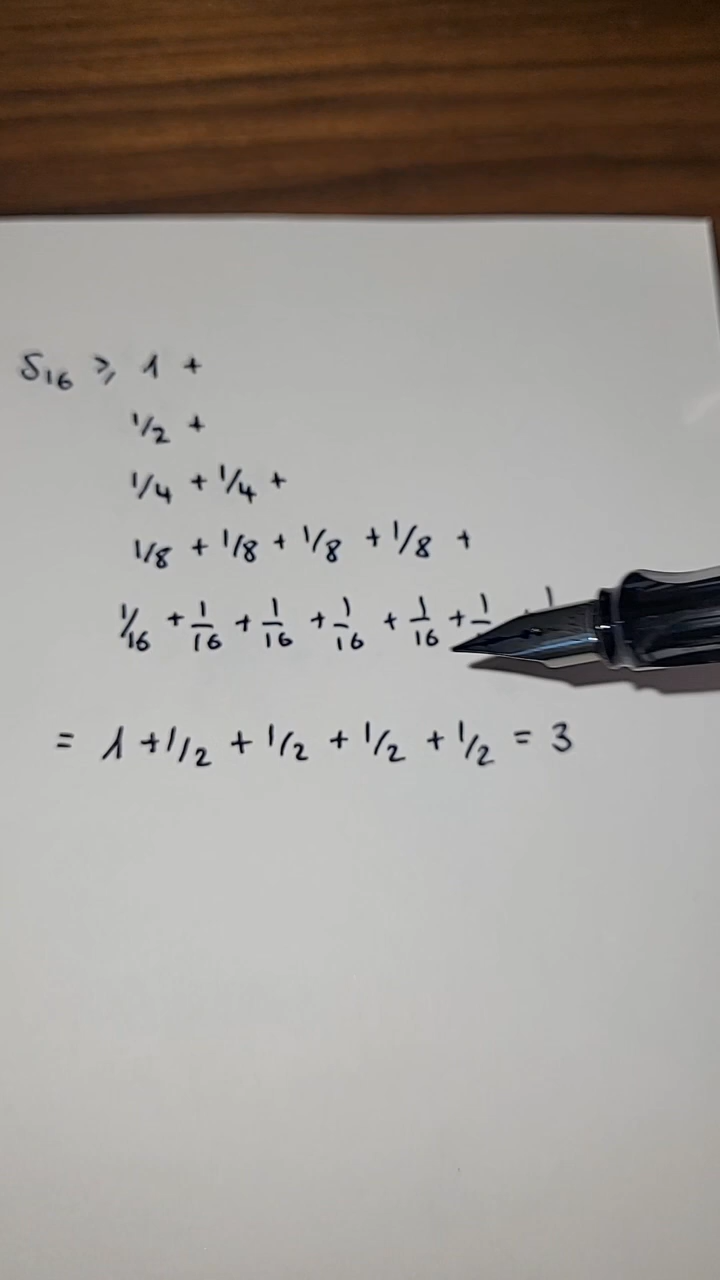 S₁₆ ⩾ 1 +
1/2 +
1/4 + 1/4 +
1/8 + 1/8 + 1/8 + 1/8 +
1/16 + 1/16 + 1/16 + 1/16 + 1/16 +
= 1 + 1/2 + 1/2 + 1/2 + 1/2 = 3